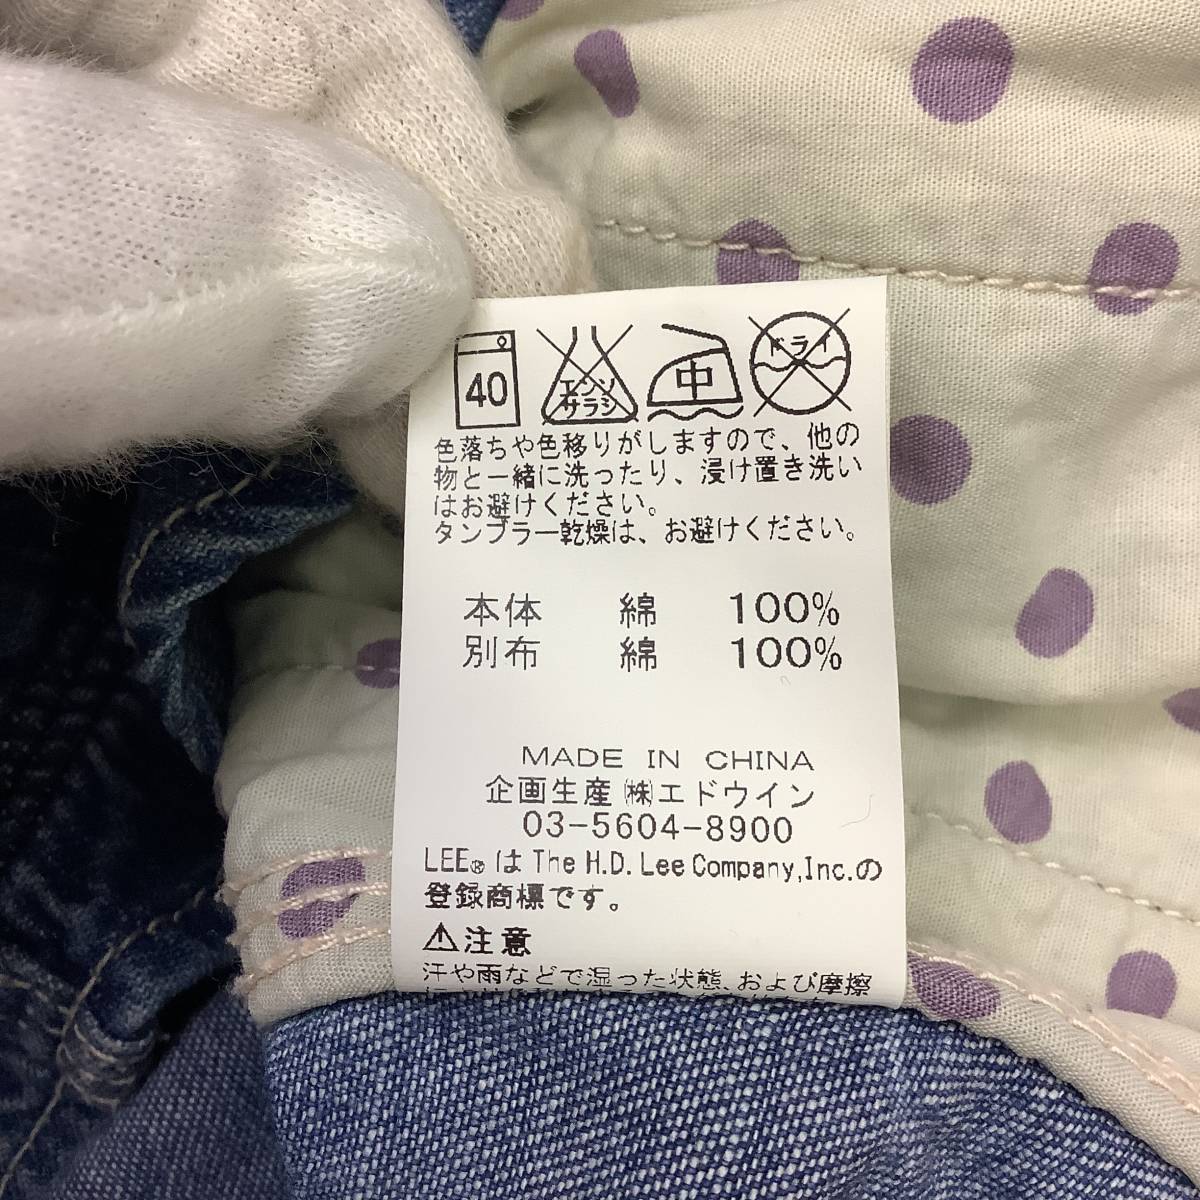 40 エンソ サラシ 中 ドライ
色落ちや色移りがしますので、他の
物と一緒に洗ったり、浸け置き洗い
はお避けください。
タンブラー乾燥は、お避けください。
本体 綿 100%
別布 綿 100%
MADE IN CHINA
企画生産㈱エドウイン
03-5604-8900
LEE®はThe H.D. Lee Company,Inc.の
登録商標です。
⚠注意
汗や雨などで湿った状態、および摩擦